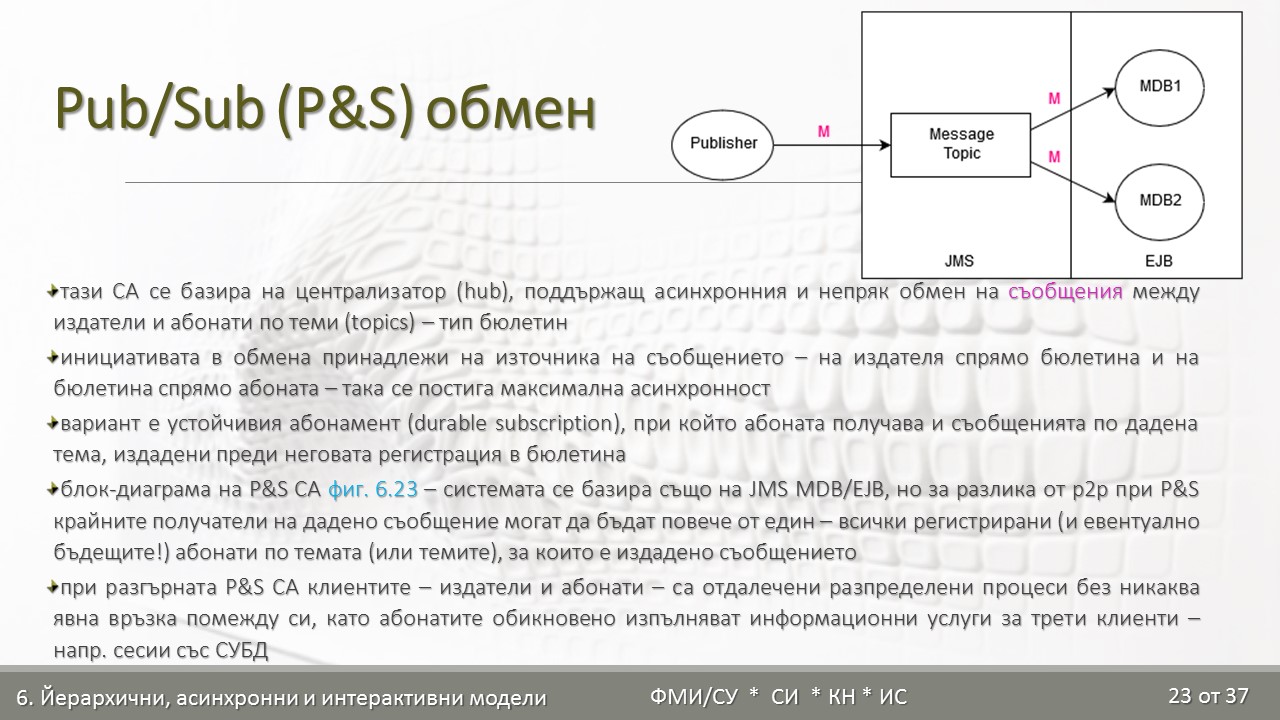 Pub/Sub (P&S) обмен
Publisher
M
Message
Topic
M
M
MDB1
MDB2
JMS
EJB
тази СА се базира на централизатор (hub), поддържащ асинхронния и непряк обмен на съобщения между
издатели и абонати по теми (topics) – тип бюлетин
инициативата в обмена принадлежи на източника на съобщението – на издателя спрямо бюлетина и на
бюлетина спрямо абоната – така се постига максимална асинхронност
вариант е устойчивия абонамент (durable subscription), при който абоната получава и съобщенията по дадена
тема, издадени преди неговата регистрация в бюлетина
блок-диаграма на P&S СА фиг. 6.23 – системата се базира също на JMS MDB/EJB, но за разлика от p2p при P&S
крайните получатели на дадено съобщение могат да бъдат повече от един – всички регистрирани (и евентуално
бъдещите!) абонати по темата (или темите), за които е издадено съобщението
при разгърната P&S СА клиентите – издатели и абонати – са отдалечени разпределени процеси без никаква
явна връзка помежду си, като абонатите обикновено изпълняват информационни услуги за трети клиенти –
напр. сесии със СУБД
6. Йерархични, асинхронни и интерактивни модели
ФМИ/СУ * СИ * КН * ИС
23 от 37